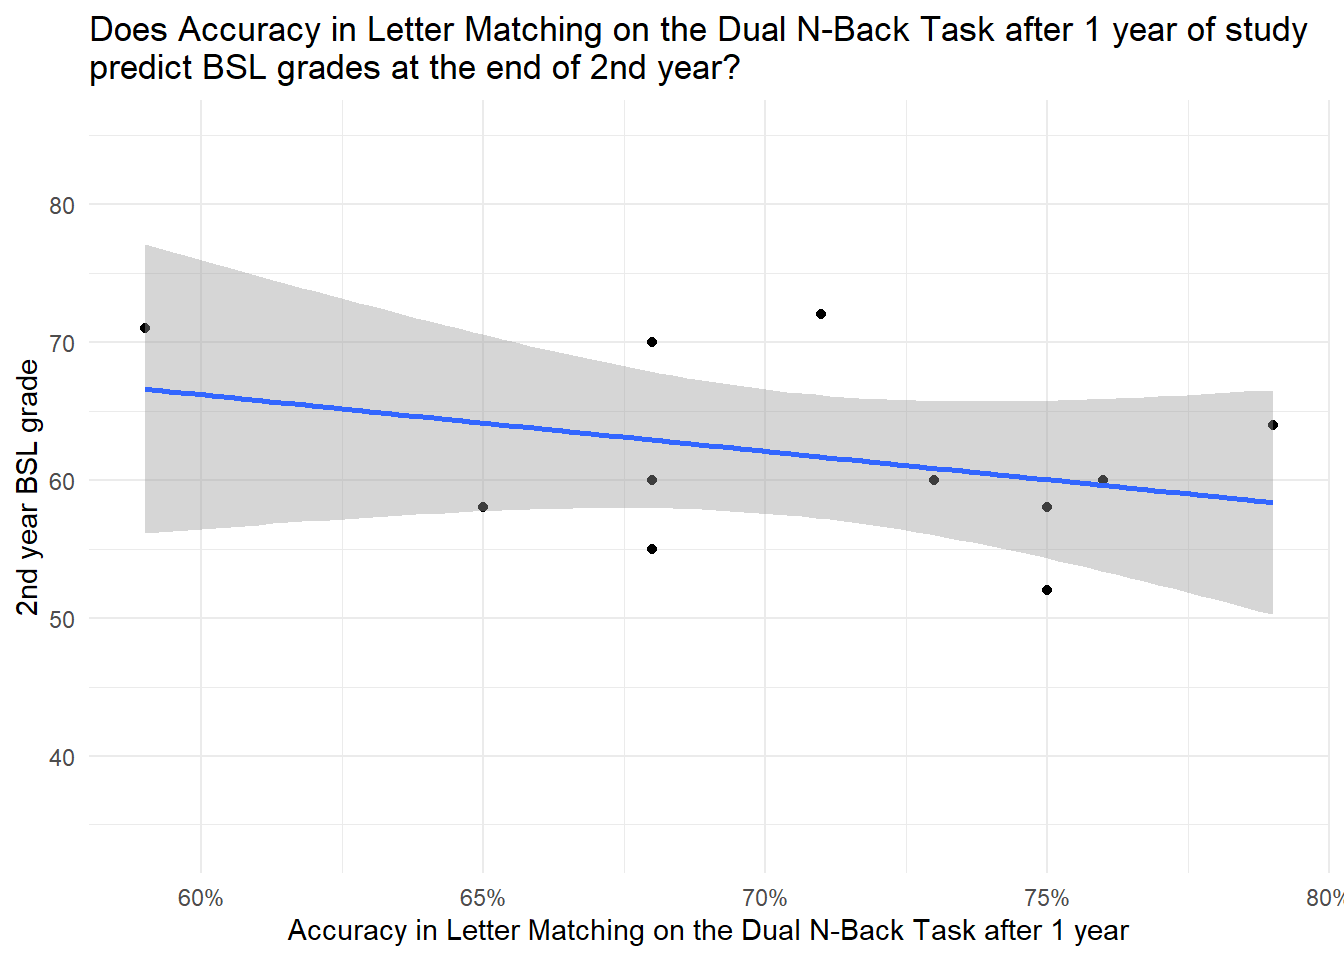 Does Accuracy in Letter Matching on the Dual N-Back Task after 1 year of study
predict BSL grades at the end of 2nd year?
80
70
60
50
40
2nd year BSL grade
60%
65%
70%
75%
80%
Accuracy in Letter Matching on the Dual N-Back Task after 1 year